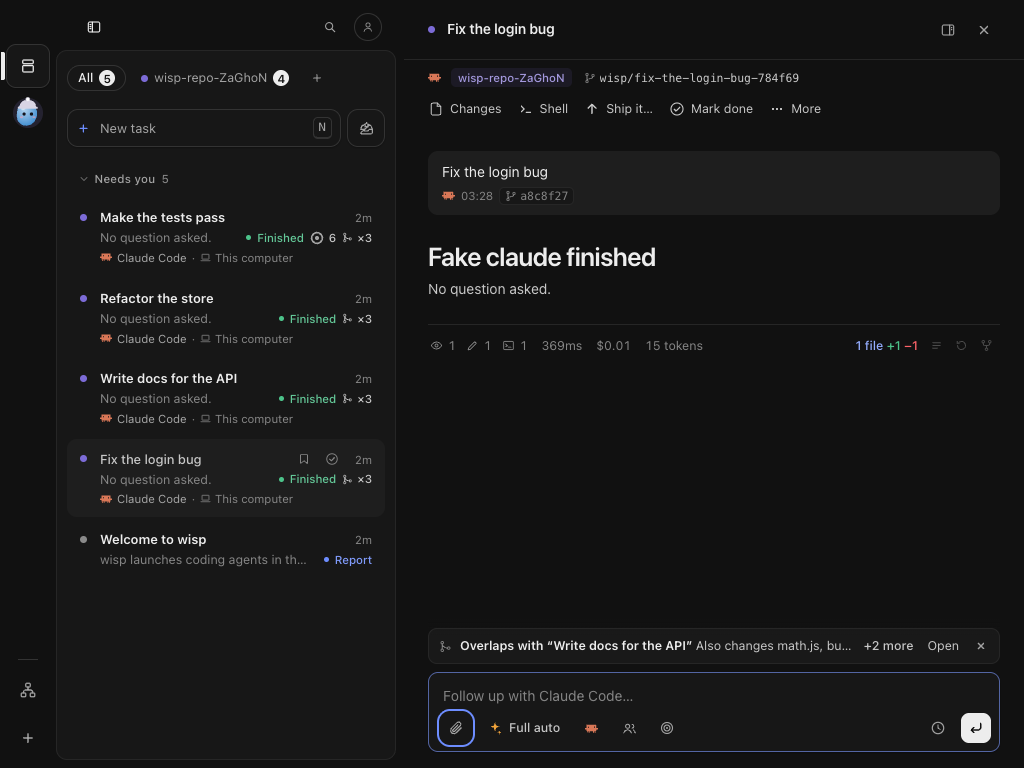 All 5
wisp-repo-ZaGhoN 4
New task N
Needs you 5
Make the tests pass 2m
No question asked. Finished 6 ×3
Claude Code · This computer
Refactor the store 2m
No question asked. Finished ×3
Claude Code · This computer
Write docs for the API 2m
No question asked. Finished ×3
Claude Code · This computer
Fix the login bug 2m
No question asked. Finished ×3
Claude Code · This computer
Welcome to wisp 2m
wisp launches coding agents in th... Report
Fix the login bug
wisp-repo-ZaGhoN wisp/fix-the-login-bug-784f69
Changes Shell Ship it... Mark done More
Fix the login bug
03:28 a8c8f27
Fake claude finished
No question asked.
1 1 1 369ms $0.01 15 tokens 1 file +1 −1
Overlaps with “Write docs for the API” Also changes math.js, bu... +2 more Open
Follow up with Claude Code...
Full auto